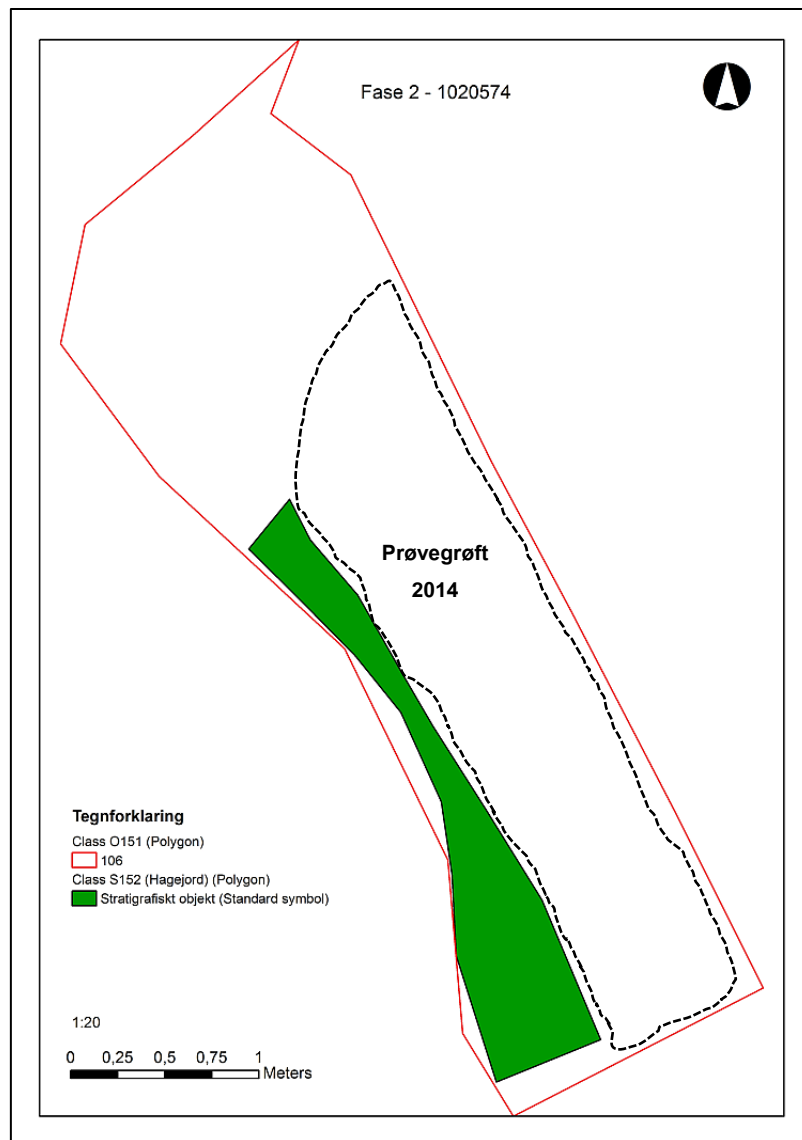 Fase 2 - 1020574
Prøvegrøft
2014
Tegnforklaring
Class O151 (Polygon)
106
Class S152 (Hagejord) (Polygon)
Stratigrafiskt objekt (Standard symbol)
1:20
0 0,25 0,5 0,75 1
Meters